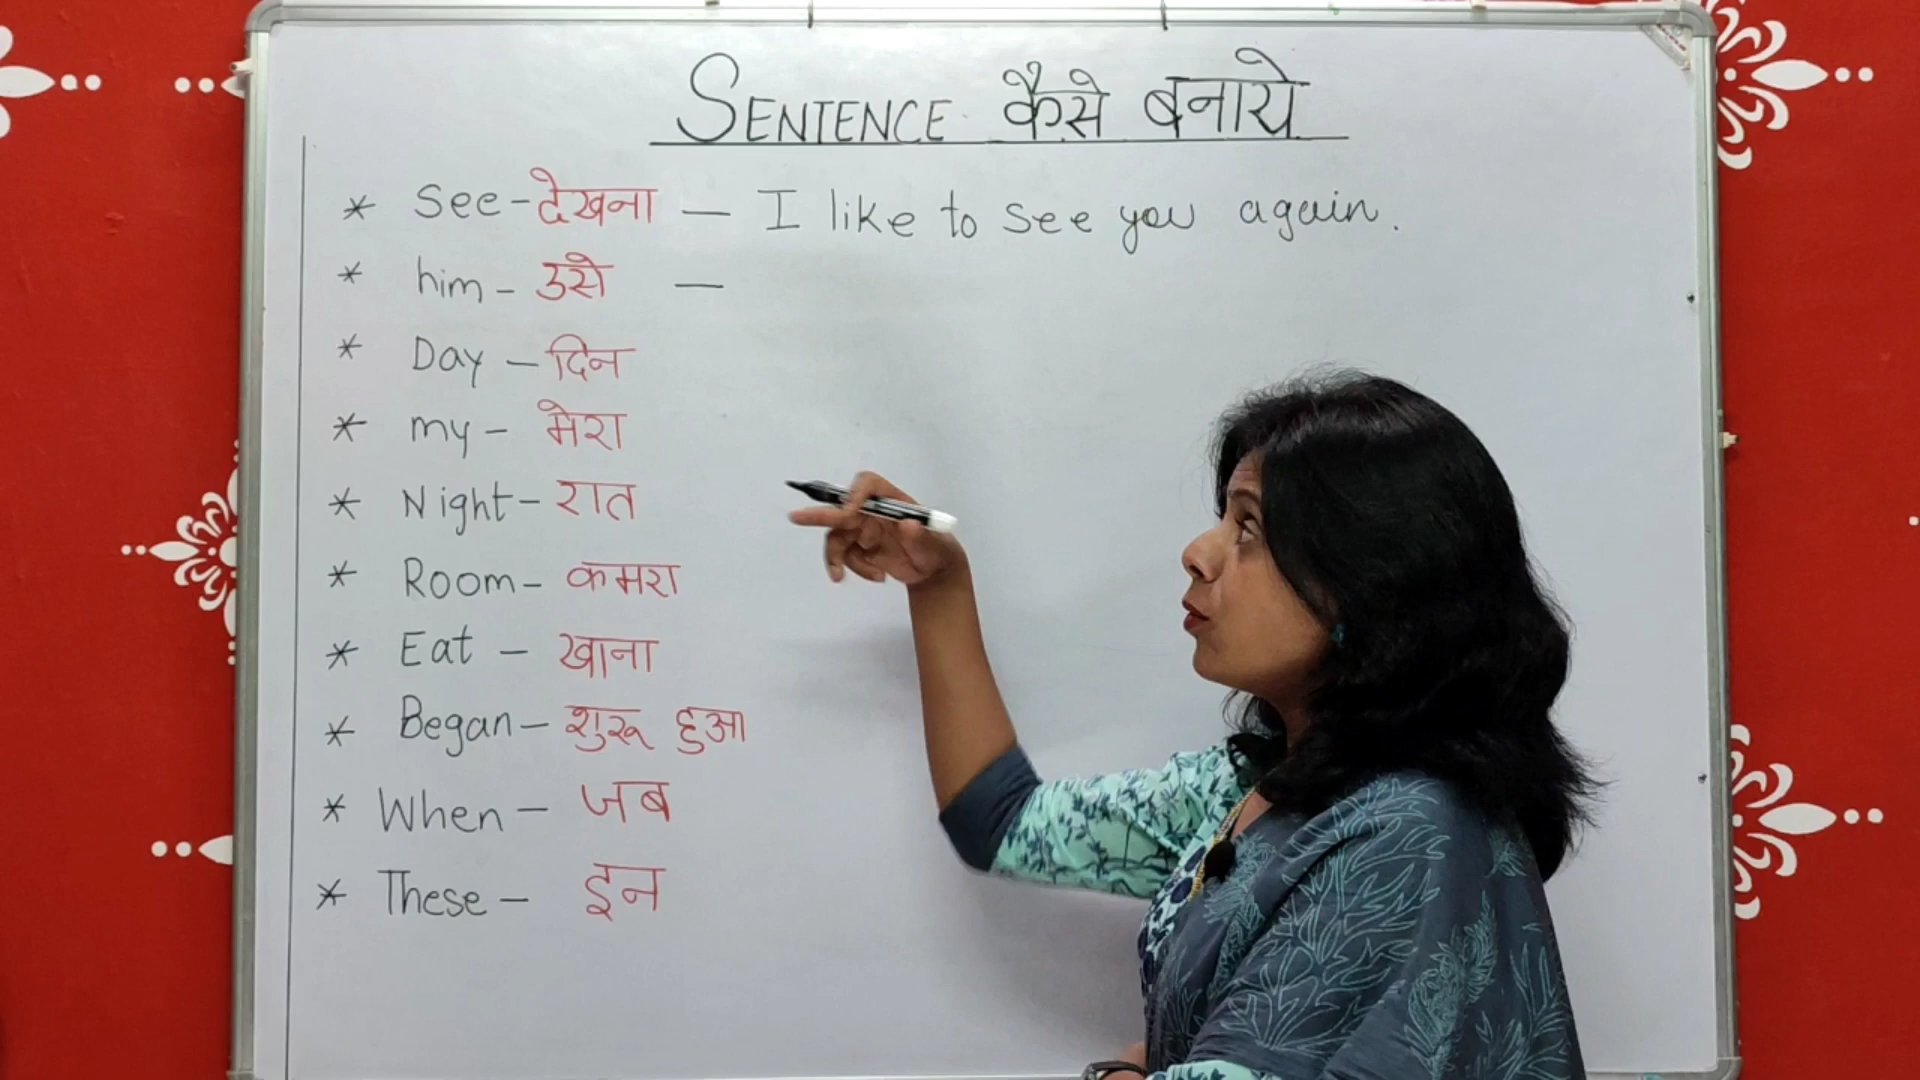 SENTENCE कैसे बनाये
* See - देखना — I like to see you again.
* him - उसे —
* Day - दिन
* my - मेरा
* Night - रात
* Room - कमरा
* Eat - खाना
* Began - शुरू हुआ
* When - जब
* These - इन